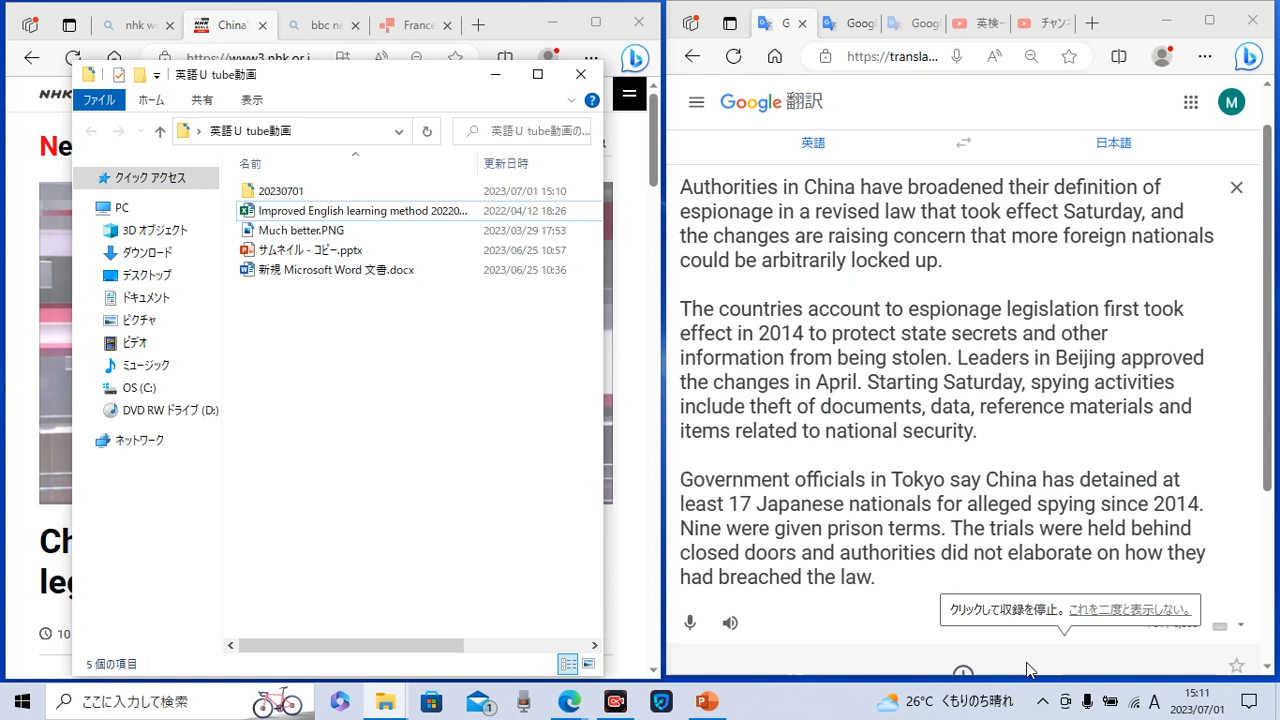 nhk w
China'
bbc ne
France
https://www3.nhk.or.j
NHK
Ne
Ch
leg
10
英語U tube動画
ファイル
ホーム
共有
表示
英語U tube動画
英語U tube動画の...
名前
更新日時
クイック アクセス
PC
3D オブジェクト
ダウンロード
デスクトップ
ドキュメント
ピクチャ
ビデオ
ミュージック
OS (C:)
DVD RW ドライブ (D:)
ネットワーク
20230701 2023/07/01 15:10
Improved English learning method 20220... 2022/04/12 18:26
Much better.PNG 2023/03/29 17:53
サムネイル - コピー.pptx 2023/06/25 10:57
新規 Microsoft Word 文書.docx 2023/06/25 10:36
5 個の項目
G
Googl
Googl
英検一
チャン
https://transla...
Google 翻訳
M
英語
日本語
Authorities in China have broadened their definition of
espionage in a revised law that took effect Saturday, and
the changes are raising concern that more foreign nationals
could be arbitrarily locked up.
The countries account to espionage legislation first took
effect in 2014 to protect state secrets and other
information from being stolen. Leaders in Beijing approved
the changes in April. Starting Saturday, spying activities
include theft of documents, data, reference materials and
items related to national security.
Government officials in Tokyo say China has detained at
least 17 Japanese nationals for alleged spying since 2014.
Nine were given prison terms. The trials were held behind
closed doors and authorities did not elaborate on how they
had breached the law.
クリックして収録を停止。 これを二度と表示しない。
ここに入力して検索
1
26°C くもりのち晴れ
A
15:11
2023/07/01